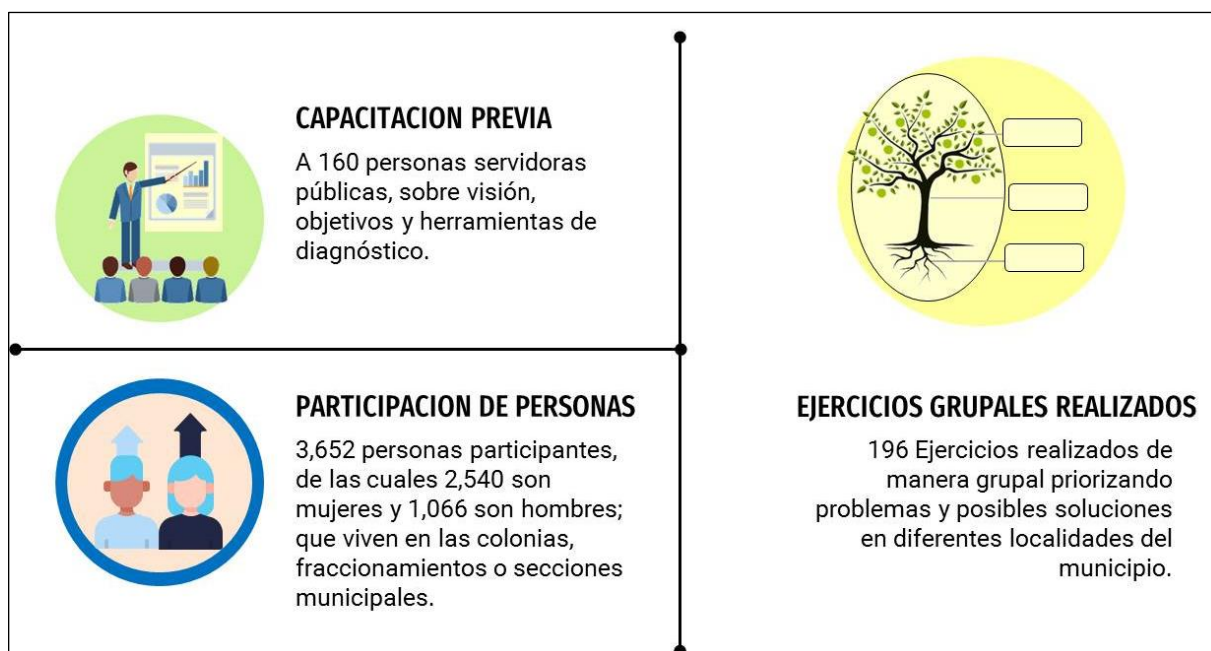 CAPACITACION PREVIA
A 160 personas servidoras
públicas, sobre visión,
objetivos y herramientas de
diagnóstico.
PARTICIPACION DE PERSONAS
3,652 personas participantes,
de las cuales 2,540 son
mujeres y 1,066 son hombres;
que viven en las colonias,
fraccionamientos o secciones
municipales.
EJERCICIOS GRUPALES REALIZADOS
196 Ejercicios realizados de
manera grupal priorizando
problemas y posibles soluciones
en diferentes localidades del
municipio.